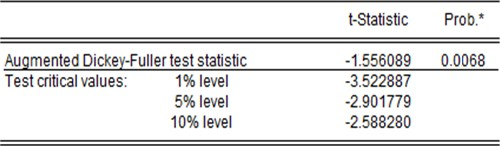 t-Statistic Prob.*
Augmented Dickey-Fuller test statistic -1.556089 0.0068
Test critical values: 1% level -3.522887
5% level -2.901779
10% level -2.588280